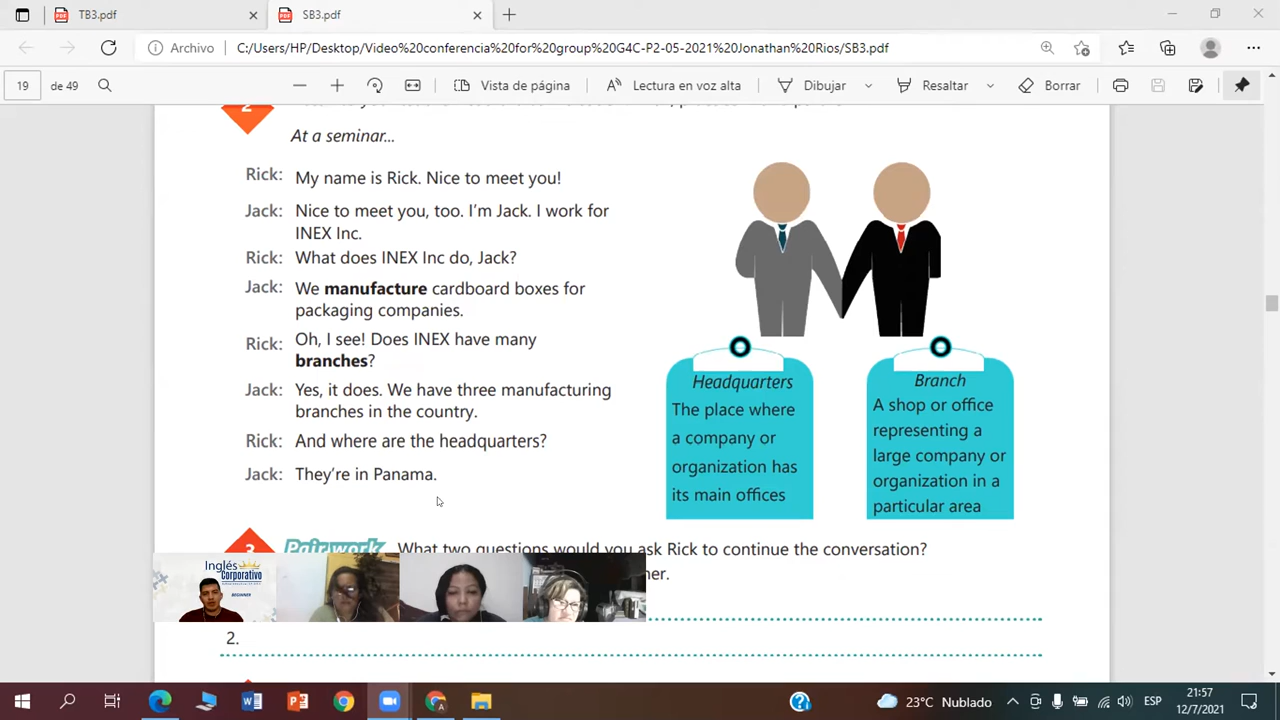 TB3.pdf
SB3.pdf
Archivo
C:/Users/HP/Desktop/Video%20conferencia%20for%20group%20G4C-P2-05-2021%20Jonathan%20Rios/SB3.pdf
19 de 49
Vista de página
Lectura en voz alta
Dibujar
Resaltar
Borrar
2
At a seminar...
Rick: My name is Rick. Nice to meet you!
Jack: Nice to meet you, too. I'm Jack. I work for
INEX Inc.
Rick: What does INEX Inc do, Jack?
Jack: We manufacture cardboard boxes for
packaging companies.
Rick: Oh, I see! Does INEX have many
branches?
Jack: Yes, it does. We have three manufacturing
branches in the country.
Rick: And where are the headquarters?
Jack: They're in Panama.
Headquarters
The place where
a company or
organization has
its main offices
Branch
A shop or office
representing a
large company or
organization in a
particular area
3 Pair work What two questions would you ask Rick to continue the conversation?
Inglés
Corporativo
BEGINNER
2.
23°C Nublado
ESP
21:57
12/7/2021